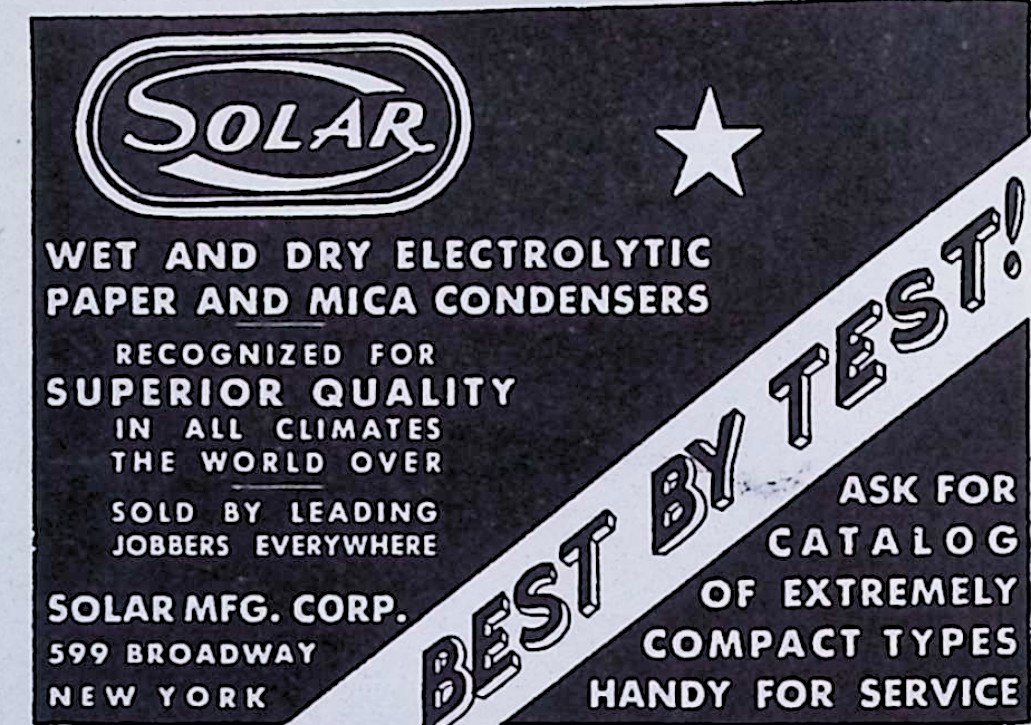 SOLAR
WET AND DRY ELECTROLYTIC
PAPER AND MICA CONDENSERS
RECOGNIZED FOR
SUPERIOR QUALITY
IN ALL CLIMATES
THE WORLD OVER
SOLD BY LEADING
JOBBERS EVERYWHERE
SOLAR MFG. CORP.
599 BROADWAY
NEW YORK
BEST BY TEST!
ASK FOR
CATALOG
OF EXTREMELY
COMPACT TYPES
HANDY FOR SERVICE